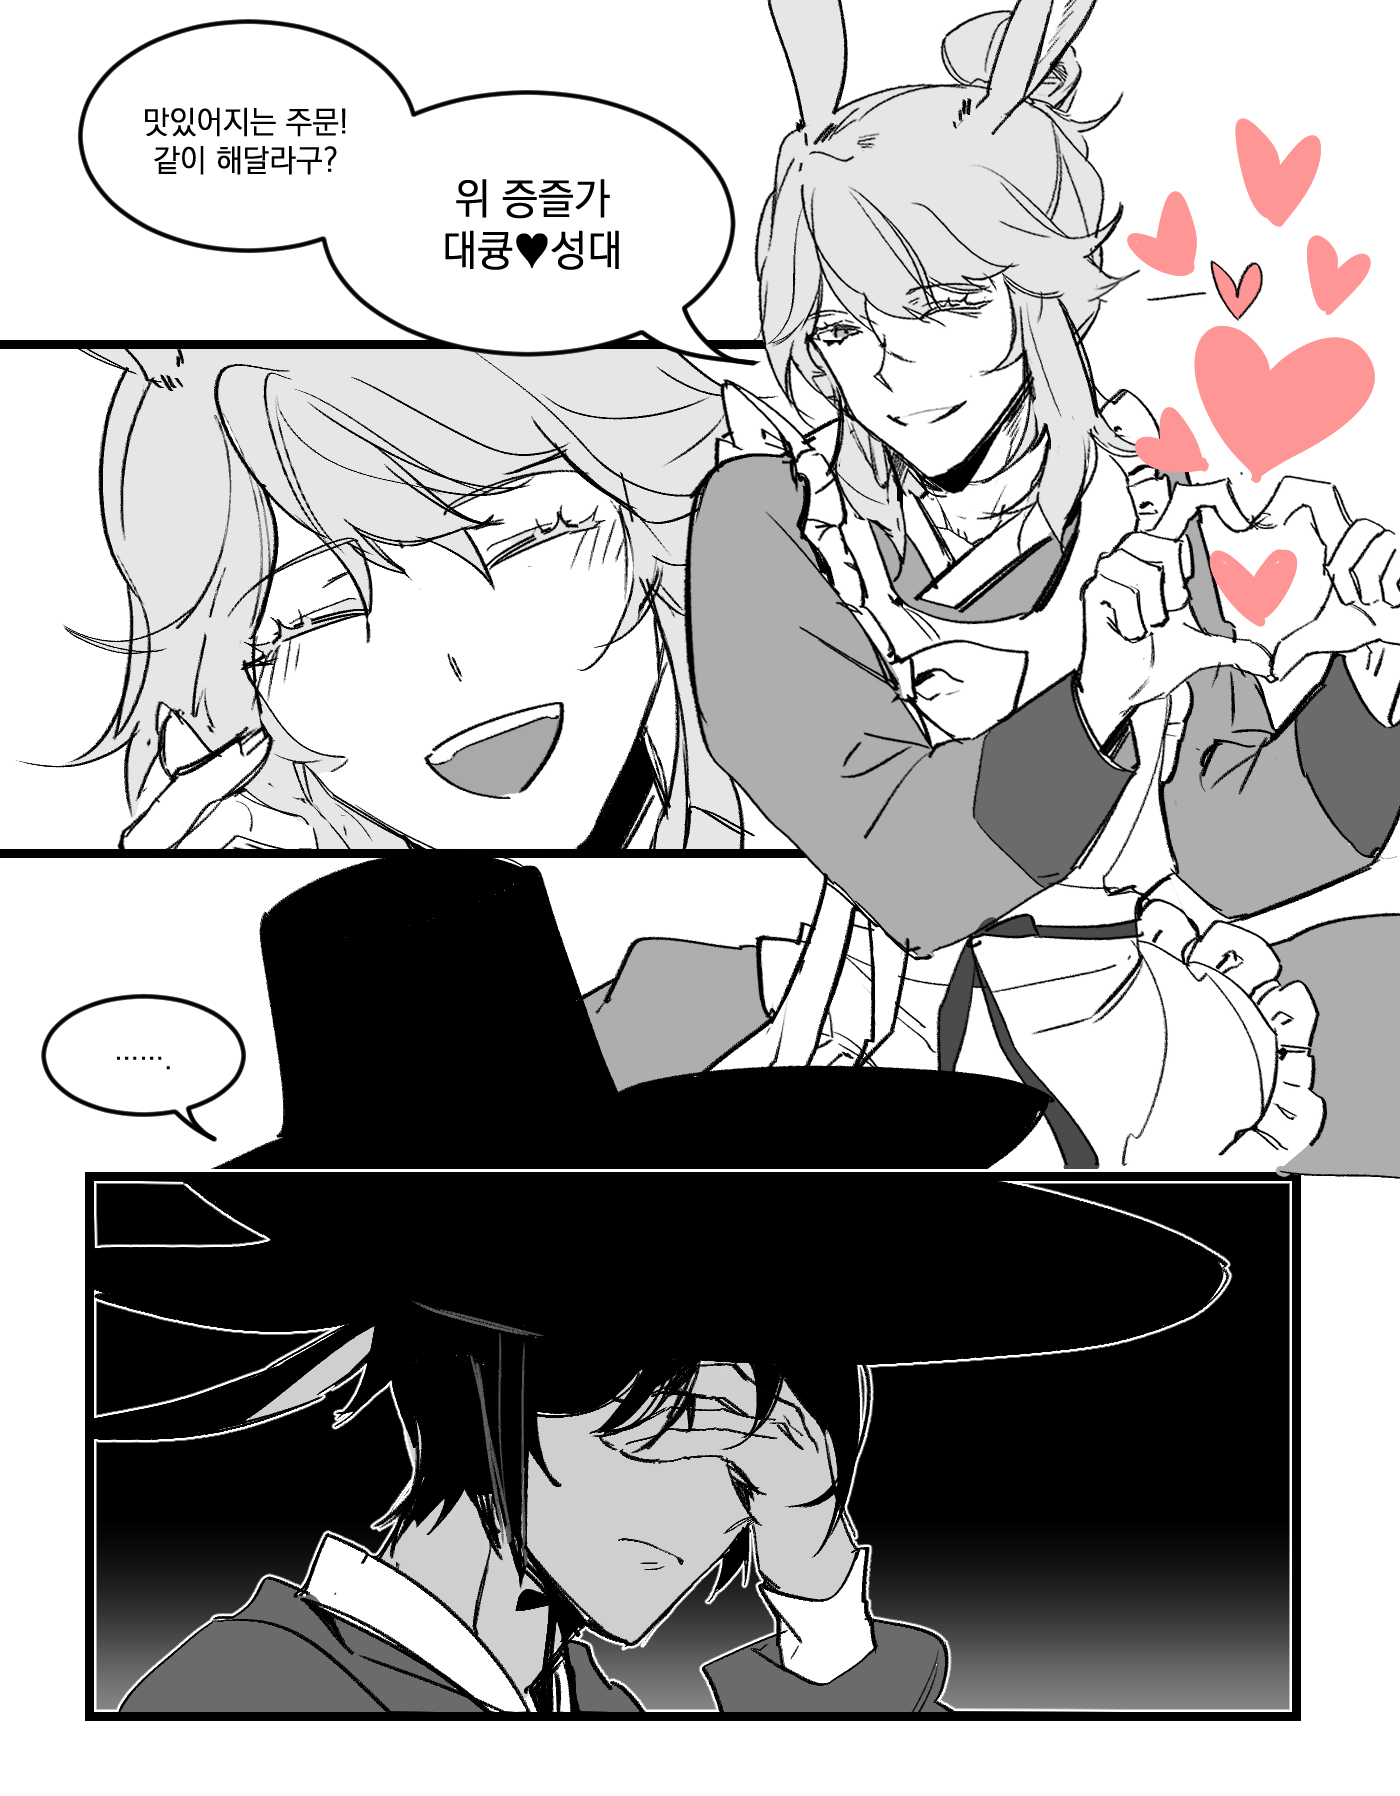 맛있어지는 주문!
같이 해달라구?
위 증즐가
대큥♥성대
.......